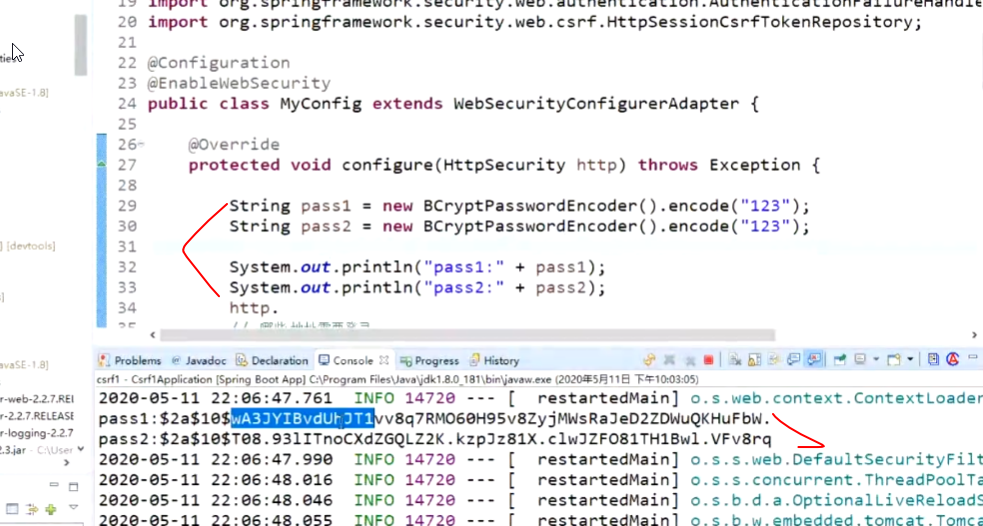 19 import org.springframework.security.web.authentication.AuthenticationFailureHandle
20 import org.springframework.security.web.csrf.HttpSessionCsrfTokenRepository;
21
22 @Configuration
23 @EnableWebSecurity
24 public class MyConfig extends WebSecurityConfigurerAdapter {
25
26 @Override
27 protected void configure(HttpSecurity http) throws Exception {
28
29 String pass1 = new BCryptPasswordEncoder().encode("123");
30 String pass2 = new BCryptPasswordEncoder().encode("123");
31
32 System.out.println("pass1:" + pass1);
33 System.out.println("pass2:" + pass2);
34 http.
35 //
avaSE-1.8]
] [devtools]
avaSE-1.8]
r-web-2.2.7.REI
r-2.2.7.RELEASE
r-logging-2.2.7
2.3.jar - C:\User
Problems @ Javadoc Declaration Console Progress History
csrf1 - Csrf1Application [Spring Boot App] C:\Program Files\Java\jdk1.8.0_181\bin\javaw.exe (2020年5月11日 下午10:03:05)
2020-05-11 22:06:47.761 INFO 14720 --- [ restartedMain] o.s.web.context.ContextLoader
pass1:$2a$10$wA3JYIBvdUhJT1vv8q7RMO60H95v8ZyjMWsRaJeD2ZDWuQKHuFbW.
pass2:$2a$10$T08.93lITnoCXdZGQLZ2K.kzpJz81X.clwJZFO81TH1Bwl.VFv8rq
2020-05-11 22:06:47.990 INFO 14720 --- [ restartedMain] o.s.s.web.DefaultSecurityFilt
2020-05-11 22:06:48.016 INFO 14720 --- [ restartedMain] o.s.s.concurrent.ThreadPoolTa
2020-05-11 22:06:48.046 INFO 14720 --- [ restartedMain] o.s.b.d.a.OptionalLiveReloadS
2020-05-11 22:06:48.055 INFO 14720 --- [ restartedMain] o.s.b.w.embedded.tomcat.Tomca